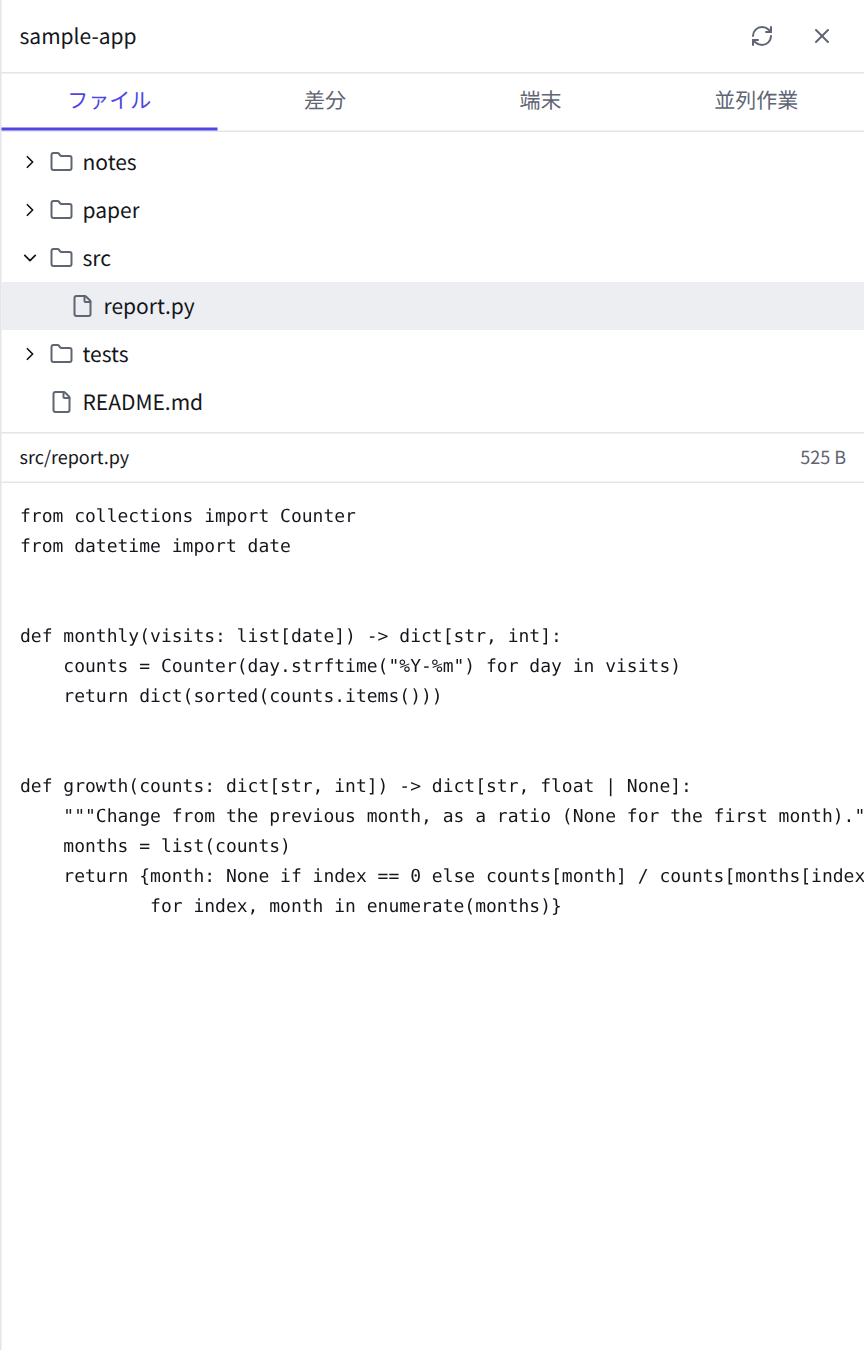 sample-app
ファイル
差分
端末
並列作業
notes
paper
src
report.py
tests
README.md
src/report.py
525 B
from collections import Counter
from datetime import date
def monthly(visits: list[date]) -> dict[str, int]:
    counts = Counter(day.strftime("%Y-%m") for day in visits)
    return dict(sorted(counts.items()))
def growth(counts: dict[str, int]) -> dict[str, float | None]:
    """Change from the previous month, as a ratio (None for the first month)."
    months = list(counts)
    return {month: None if index == 0 else counts[month] / counts[months[index
            for index, month in enumerate(months)}